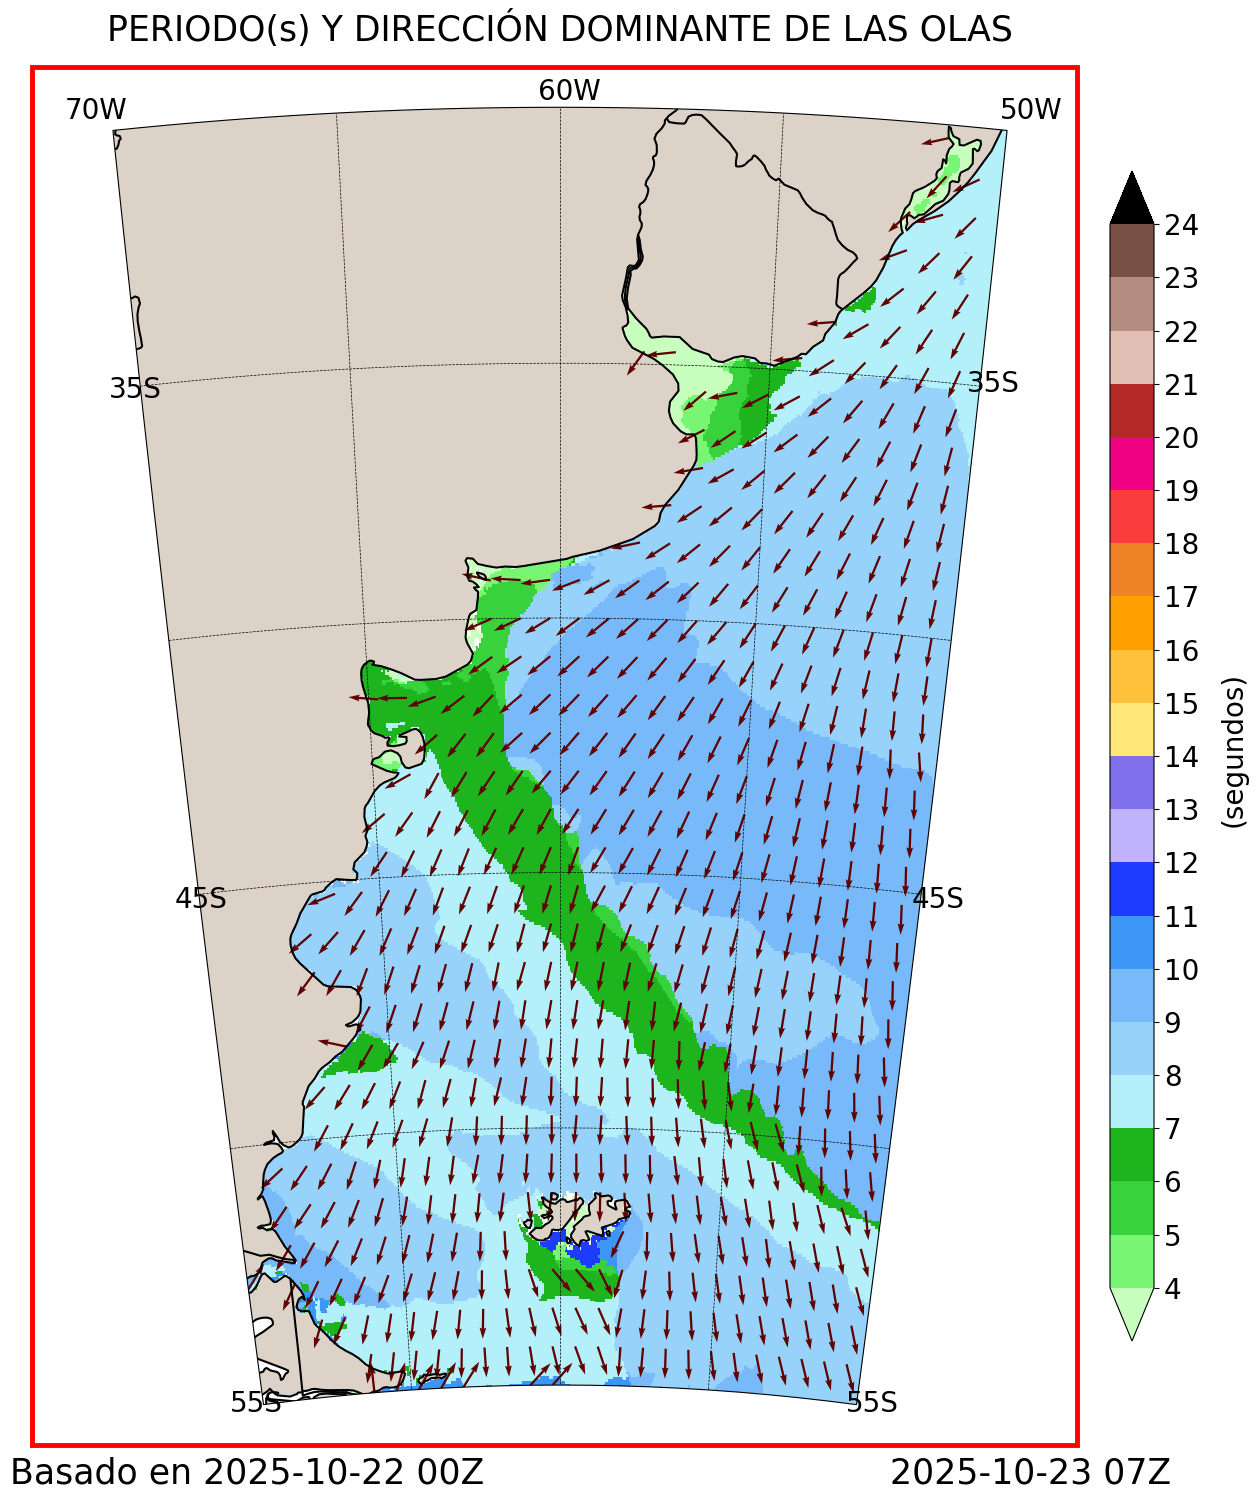 PERIODO(s) Y DIRECCIÓN DOMINANTE DE LAS OLAS
70W
60W
50W
35S
35S
45S
45S
55S
55S
24
23
22
21
20
19
18
17
16
15
14
13
12
11
10
9
8
7
6
5
4
(segundos)
Basado en 2025-10-22 00Z
2025-10-23 07Z